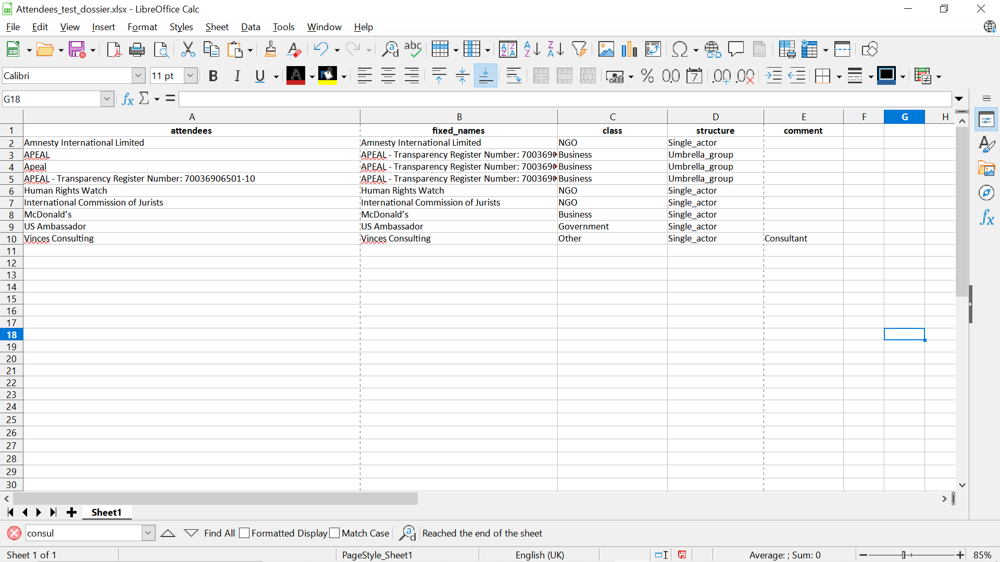 Attendees_test_dossier.xlsx - LibreOffice Calc
File Edit View Insert Format Styles Sheet Data Tools Window Help
Calibri 11 pt
G18
A B C D E F G H
1 attendees fixed_names class structure comment
2 Amnesty International Limited Amnesty International Limited NGO Single_actor
3 APEAL APEAL - Transparency Register Number: 700369 Business Umbrella_group
4 Apeal APEAL - Transparency Register Number: 700369 Business Umbrella_group
5 APEAL - Transparency Register Number: 70036906501-10 APEAL - Transparency Register Number: 700369 Business Umbrella_group
6 Human Rights Watch Human Rights Watch NGO Single_actor
7 International Commission of Jurists International Commission of Jurists NGO Single_actor
8 McDonald’s McDonald’s Business Single_actor
9 US Ambassador US Ambassador Government Single_actor
10 Vinces Consulting Vinces Consulting Other Single_actor Consultant
11
12
13
14
15
16
17
18
19
20
21
22
23
24
25
26
27
28
29
30
Sheet1
consul Find All Formatted Display Match Case Reached the end of the sheet
Sheet 1 of 1 PageStyle_Sheet1 English (UK) Average: ; Sum: 0 85%